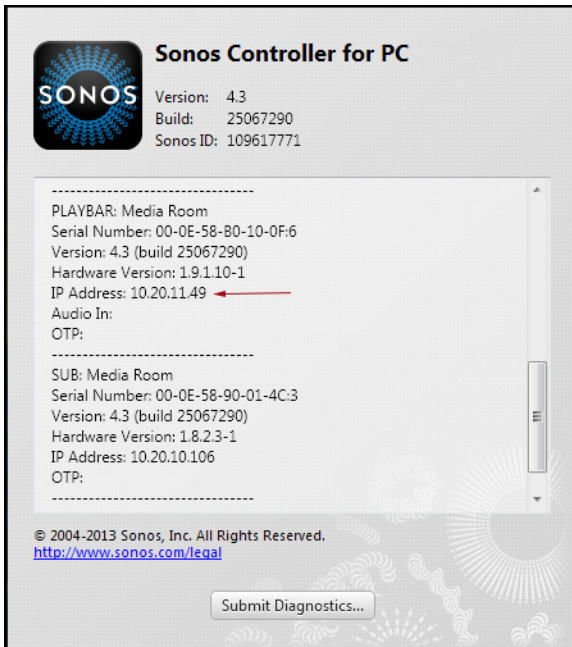 SONOS
Sonos Controller for PC
Version: 4.3
Build: 25067290
Sonos ID: 109617771
---------------------------------
PLAYBAR: Media Room
Serial Number: 00-0E-58-B0-10-0F:6
Version: 4.3 (build 25067290)
Hardware Version: 1.9.1.10-1
IP Address: 10.20.11.49
Audio In:
OTP:
---------------------------------
SUB: Media Room
Serial Number: 00-0E-58-90-01-4C:3
Version: 4.3 (build 25067290)
Hardware Version: 1.8.2.3-1
IP Address: 10.20.10.106
OTP:
---------------------------------
© 2004-2013 Sonos, Inc. All Rights Reserved.
http://www.sonos.com/legal
Submit Diagnostics...